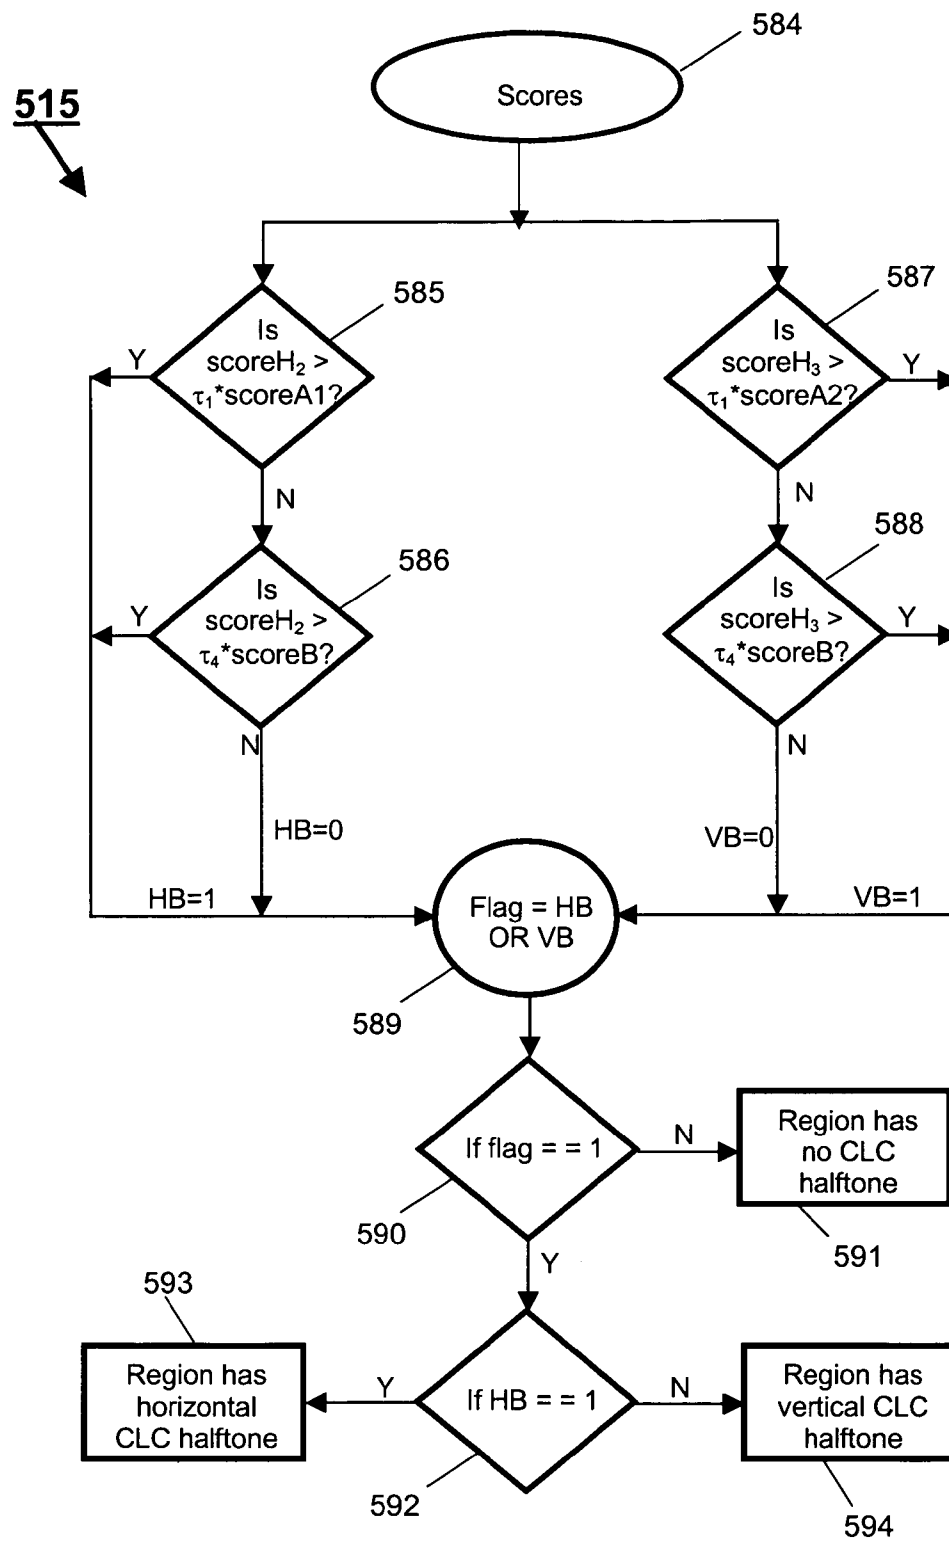 584
515
Scores
585
Is
scoreH₂ >
τ₁*scoreA1?
Y
N
587
Is
scoreH₃ >
τ₁*scoreA2?
Y
N
586
Is
scoreH₂ >
τ₄*scoreB?
Y
N
588
Is
scoreH₃ >
τ₄*scoreB?
Y
N
HB=0
VB=0
HB=1
VB=1
Flag = HB
OR VB
589
If flag = = 1
N
590
Y
Region has
no CLC
halftone
591
593
Region has
horizontal
CLC halftone
Y
If HB = = 1
N
592
Region has
vertical CLC
halftone
594